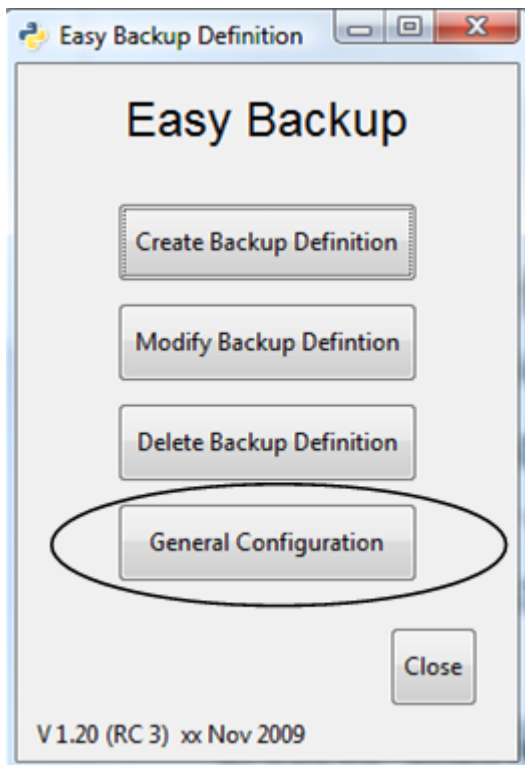 Easy Backup Definition
Easy Backup
Create Backup Definition
Modify Backup Defintion
Delete Backup Definition
General Configuration
Close
V 1.20 (RC 3) xx Nov 2009